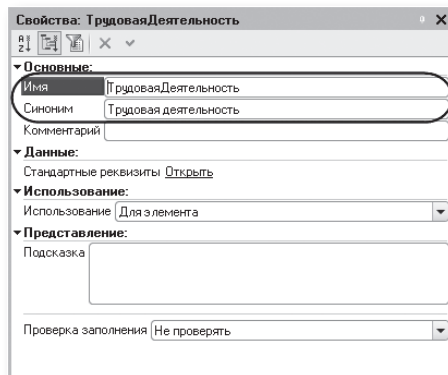 Свойства: ТрудоваяДеятельность
Основные:
Имя ТрудоваяДеятельность
Синоним Трудовая деятельность
Комментарий
Данные:
Стандартные реквизиты Открыть
Использование:
Использование Для элемента
Представление:
Подсказка
Проверка заполнения Не проверять